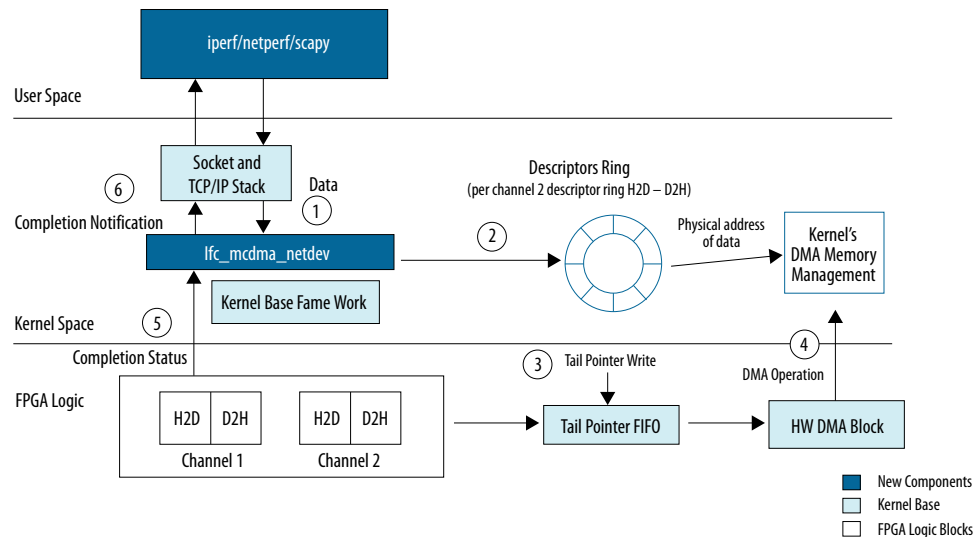 iperf/netperf/scapy
User Space
Socket and
TCP/IP Stack
Data
1
6
Completion Notification
lfc_mcdma_netdev
Kernel Base Fame Work
Kernel Space
2
Descriptors Ring
(per channel 2 descriptor ring H2D – D2H)
Physical address
of data
Kernel's
DMA Memory
Management
5
Completion Status
FPGA Logic
H2D
D2H
Channel 1
H2D
D2H
Channel 2
3
Tail Pointer Write
Tail Pointer FIFO
4
DMA Operation
HW DMA Block
New Components
Kernel Base
FPGA Logic Blocks